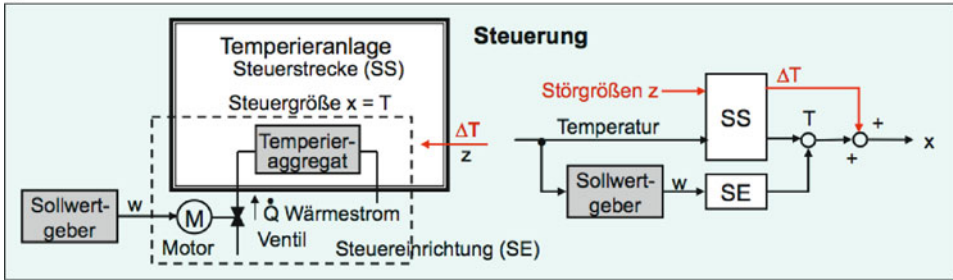 Temperieranlage
Steuerstrecke (SS)
Steuergröße x = T
Temperier-
aggregat
ΔT
z
Sollwert-
geber
w
M
Motor
Q̇ Wärmestrom
Ventil
Steuereinrichtung (SE)
Steuerung
Störgrößen z
SS
ΔT
T
+
+
x
Temperatur
Sollwert-
geber
w
SE